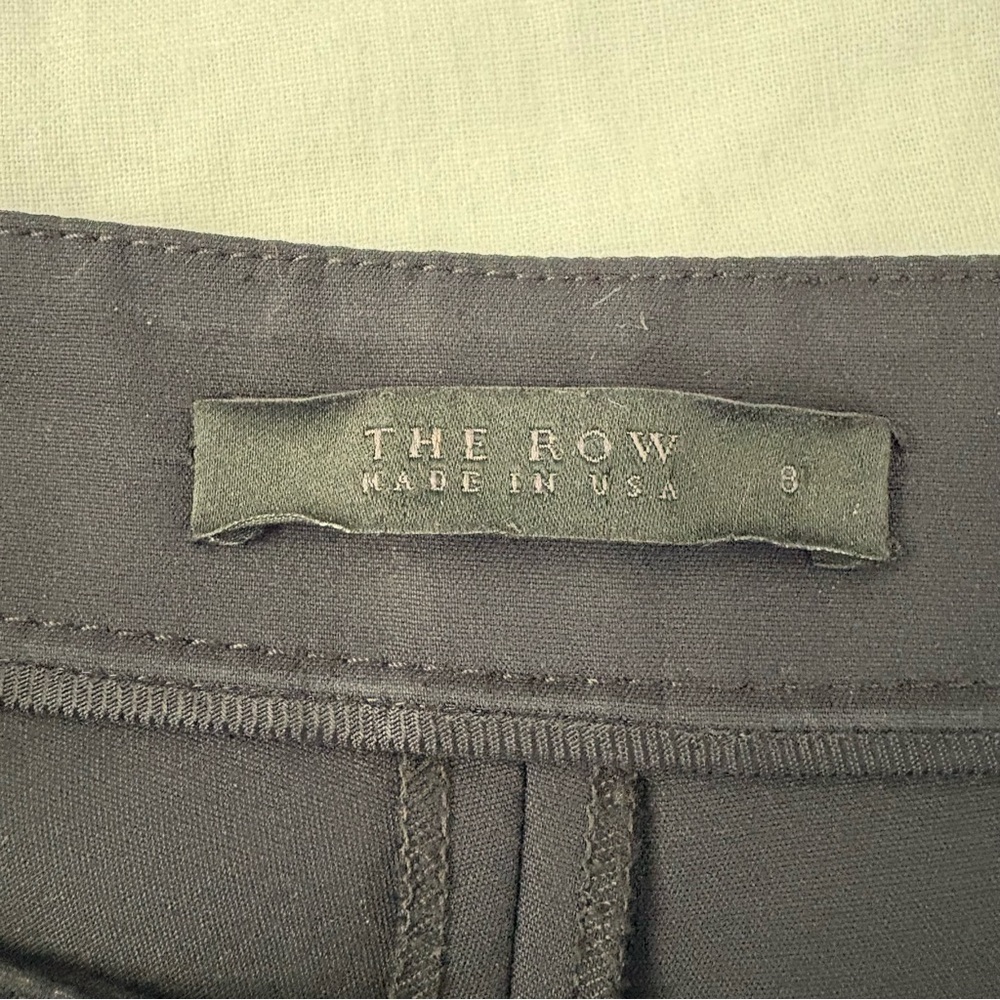 THE ROW
MADE IN USA
8